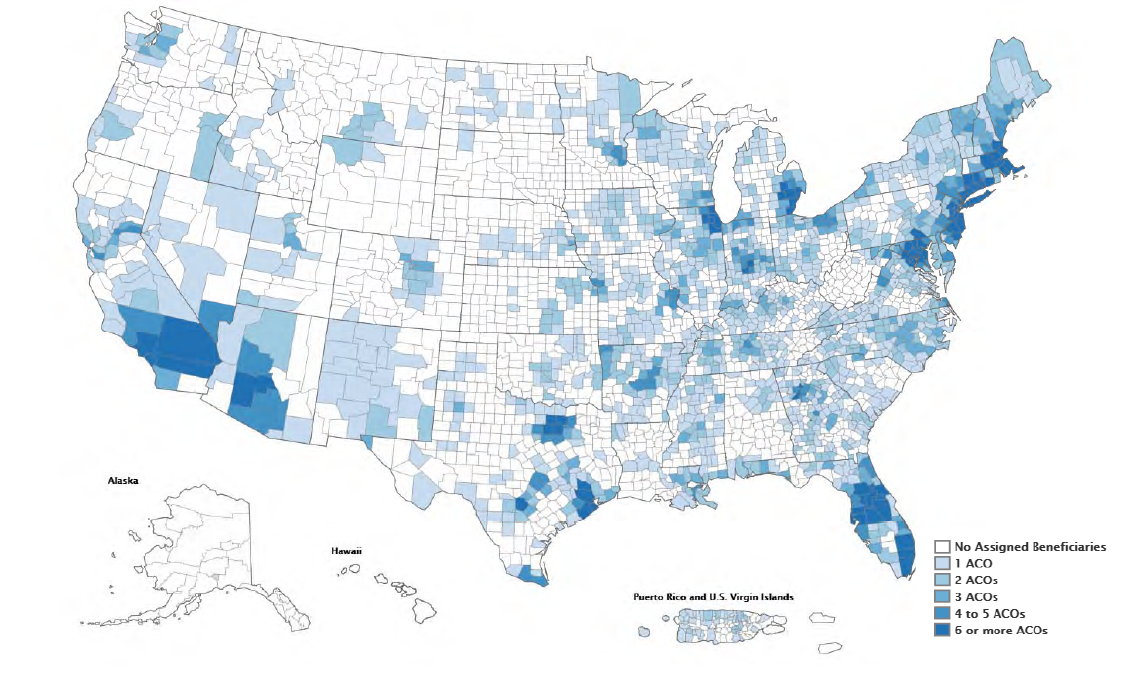 Alaska
Hawaii
Puerto Rico and U.S. Virgin Islands
No Assigned Beneficiaries
1 ACO
2 ACOs
3 ACOs
4 to 5 ACOs
6 or more ACOs